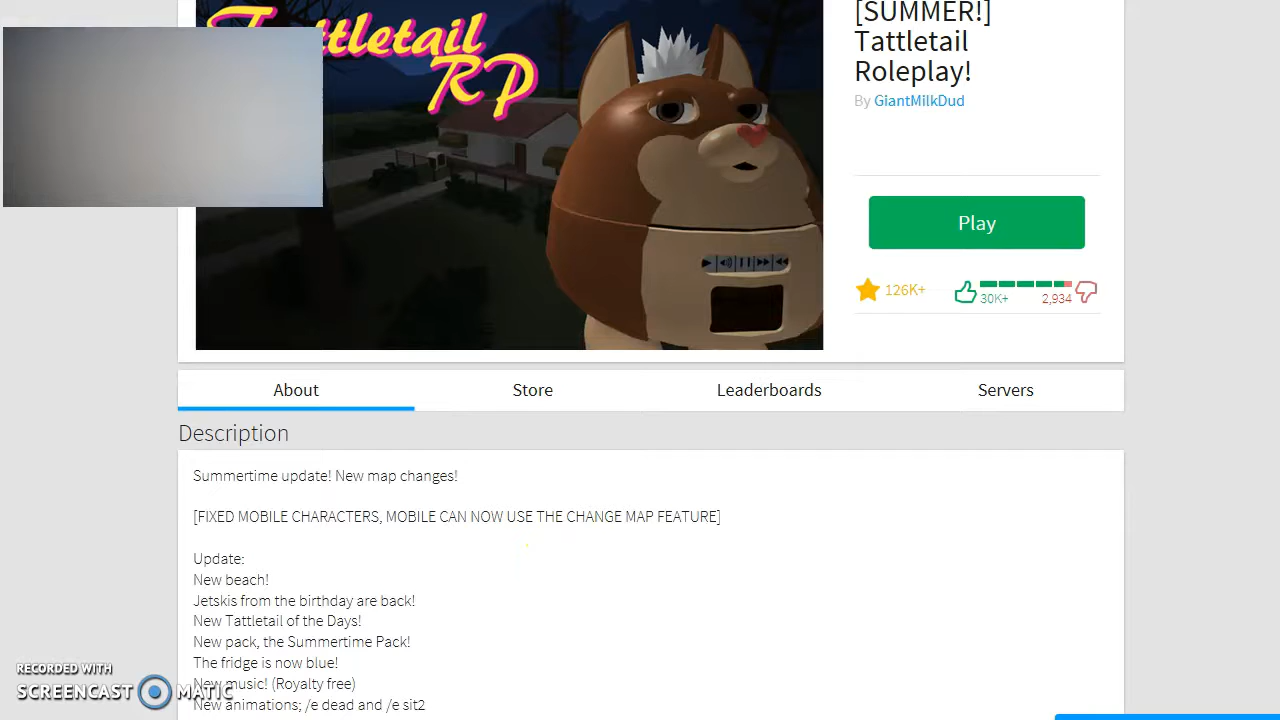 Tattletail
RP
[SUMMER!]
Tattletail
Roleplay!
By GiantMilkDud
Play
126K+
30K+
2,934
About
Store
Leaderboards
Servers
Description
Summertime update! New map changes!
[FIXED MOBILE CHARACTERS, MOBILE CAN NOW USE THE CHANGE MAP FEATURE]
Update:
New beach!
Jetskis from the birthday are back!
New Tattletail of the Days!
New pack, the Summertime Pack!
The fridge is now blue!
New music! (Royalty free)
New animations; /e dead and /e sit2
RECORDED WITH
SCREENCAST MATIC